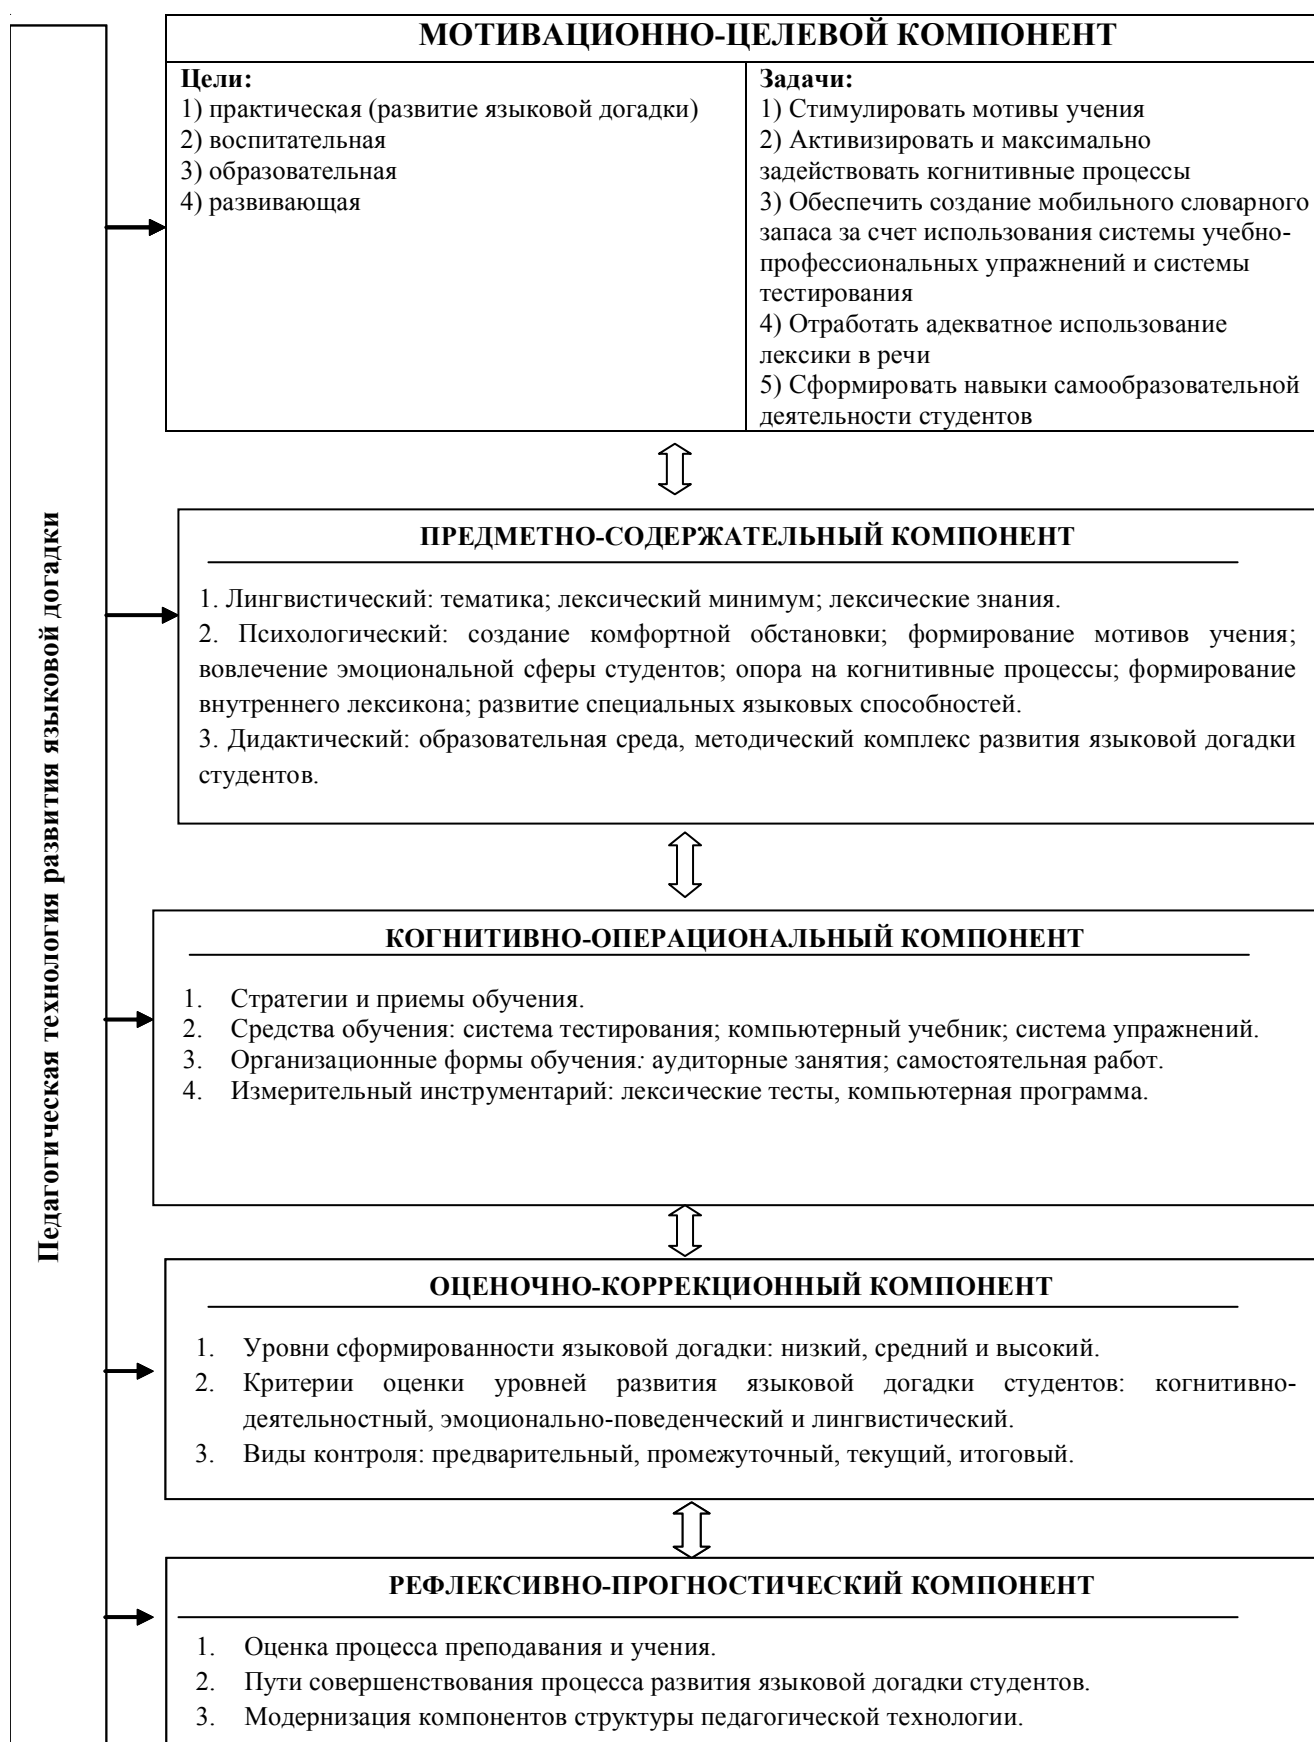 Педагогическая технология развития языковой догадки
МОТИВАЦИОННО-ЦЕЛЕВОЙ КОМПОНЕНТ
Цели:
1) практическая (развитие языковой догадки)
2) воспитательная
3) образовательная
4) развивающая
Задачи:
1) Стимулировать мотивы учения
2) Активизировать и максимально
задействовать когнитивные процессы
3) Обеспечить создание мобильного словарного
запаса за счет использования системы учебно-
профессиональных упражнений и системы
тестирования
4) Отработать адекватное использование
лексики в речи
5) Сформировать навыки самообразовательной
деятельности студентов
ПРЕДМЕТНО-СОДЕРЖАТЕЛЬНЫЙ КОМПОНЕНТ
1. Лингвистический: тематика; лексический минимум; лексические знания.
2. Психологический: создание комфортной обстановки; формирование мотивов учения;
вовлечение эмоциональной сферы студентов; опора на когнитивные процессы; формирование
внутреннего лексикона; развитие специальных языковых способностей.
3. Дидактический: образовательная среда, методический комплекс развития языковой догадки
студентов.
КОГНИТИВНО-ОПЕРАЦИОНАЛЬНЫЙ КОМПОНЕНТ
1. Стратегии и приемы обучения.
2. Средства обучения: система тестирования; компьютерный учебник; система упражнений.
3. Организационные формы обучения: аудиторные занятия; самостоятельная работ.
4. Измерительный инструментарий: лексические тесты, компьютерная программа.
ОЦЕНОЧНО-КОРРЕКЦИОННЫЙ КОМПОНЕНТ
1. Уровни сформированности языковой догадки: низкий, средний и высокий.
2. Критерии оценки уровней развития языковой догадки студентов: когнитивно-
деятельностный, эмоционально-поведенческий и лингвистический.
3. Виды контроля: предварительный, промежуточный, текущий, итоговый.
РЕФЛЕКСИВНО-ПРОГНОСТИЧЕСКИЙ КОМПОНЕНТ
1. Оценка процесса преподавания и учения.
2. Пути совершенствования процесса развития языковой догадки студентов.
3. Модернизация компонентов структуры педагогической технологии.